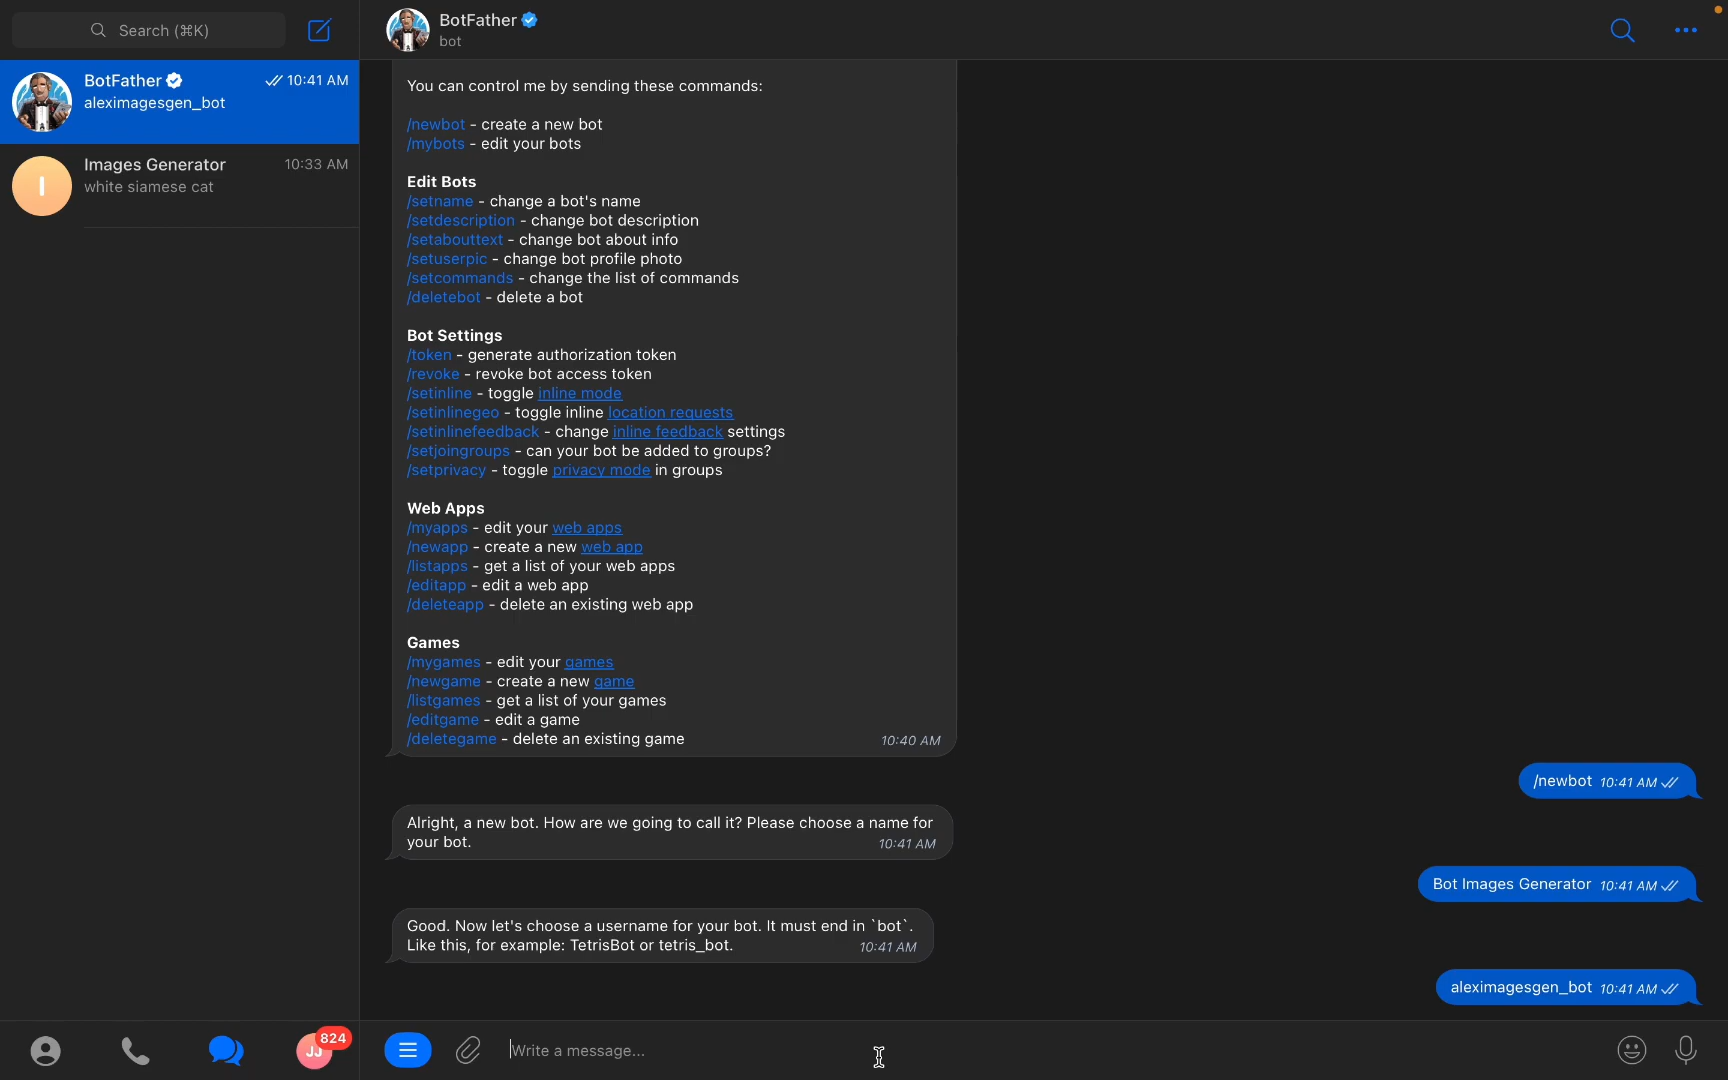 Search (⌘K)
BotFather
10:41 AM
aleximagesgen_bot
I
Images Generator
10:33 AM
white siamese cat
JJ
824
BotFather
bot
You can control me by sending these commands:
/newbot - create a new bot
/mybots - edit your bots
Edit Bots
/setname - change a bot's name
/setdescription - change bot description
/setabouttext - change bot about info
/setuserpic - change bot profile photo
/setcommands - change the list of commands
/deletebot - delete a bot
Bot Settings
/token - generate authorization token
/revoke - revoke bot access token
/setinline - toggle inline mode
/setinlinegeo - toggle inline location requests
/setinlinefeedback - change inline feedback settings
/setjoingroups - can your bot be added to groups?
/setprivacy - toggle privacy mode in groups
Web Apps
/myapps - edit your web apps
/newapp - create a new web app
/listapps - get a list of your web apps
/editapp - edit a web app
/deleteapp - delete an existing web app
Games
/mygames - edit your games
/newgame - create a new game
/listgames - get a list of your games
/editgame - edit a game
/deletegame - delete an existing game
10:40 AM
/newbot 10:41 AM
Alright, a new bot. How are we going to call it? Please choose a name for
your bot.
10:41 AM
Bot Images Generator 10:41 AM
Good. Now let's choose a username for your bot. It must end in `bot`.
Like this, for example: TetrisBot or tetris_bot.
10:41 AM
aleximagesgen_bot 10:41 AM
Write a message...